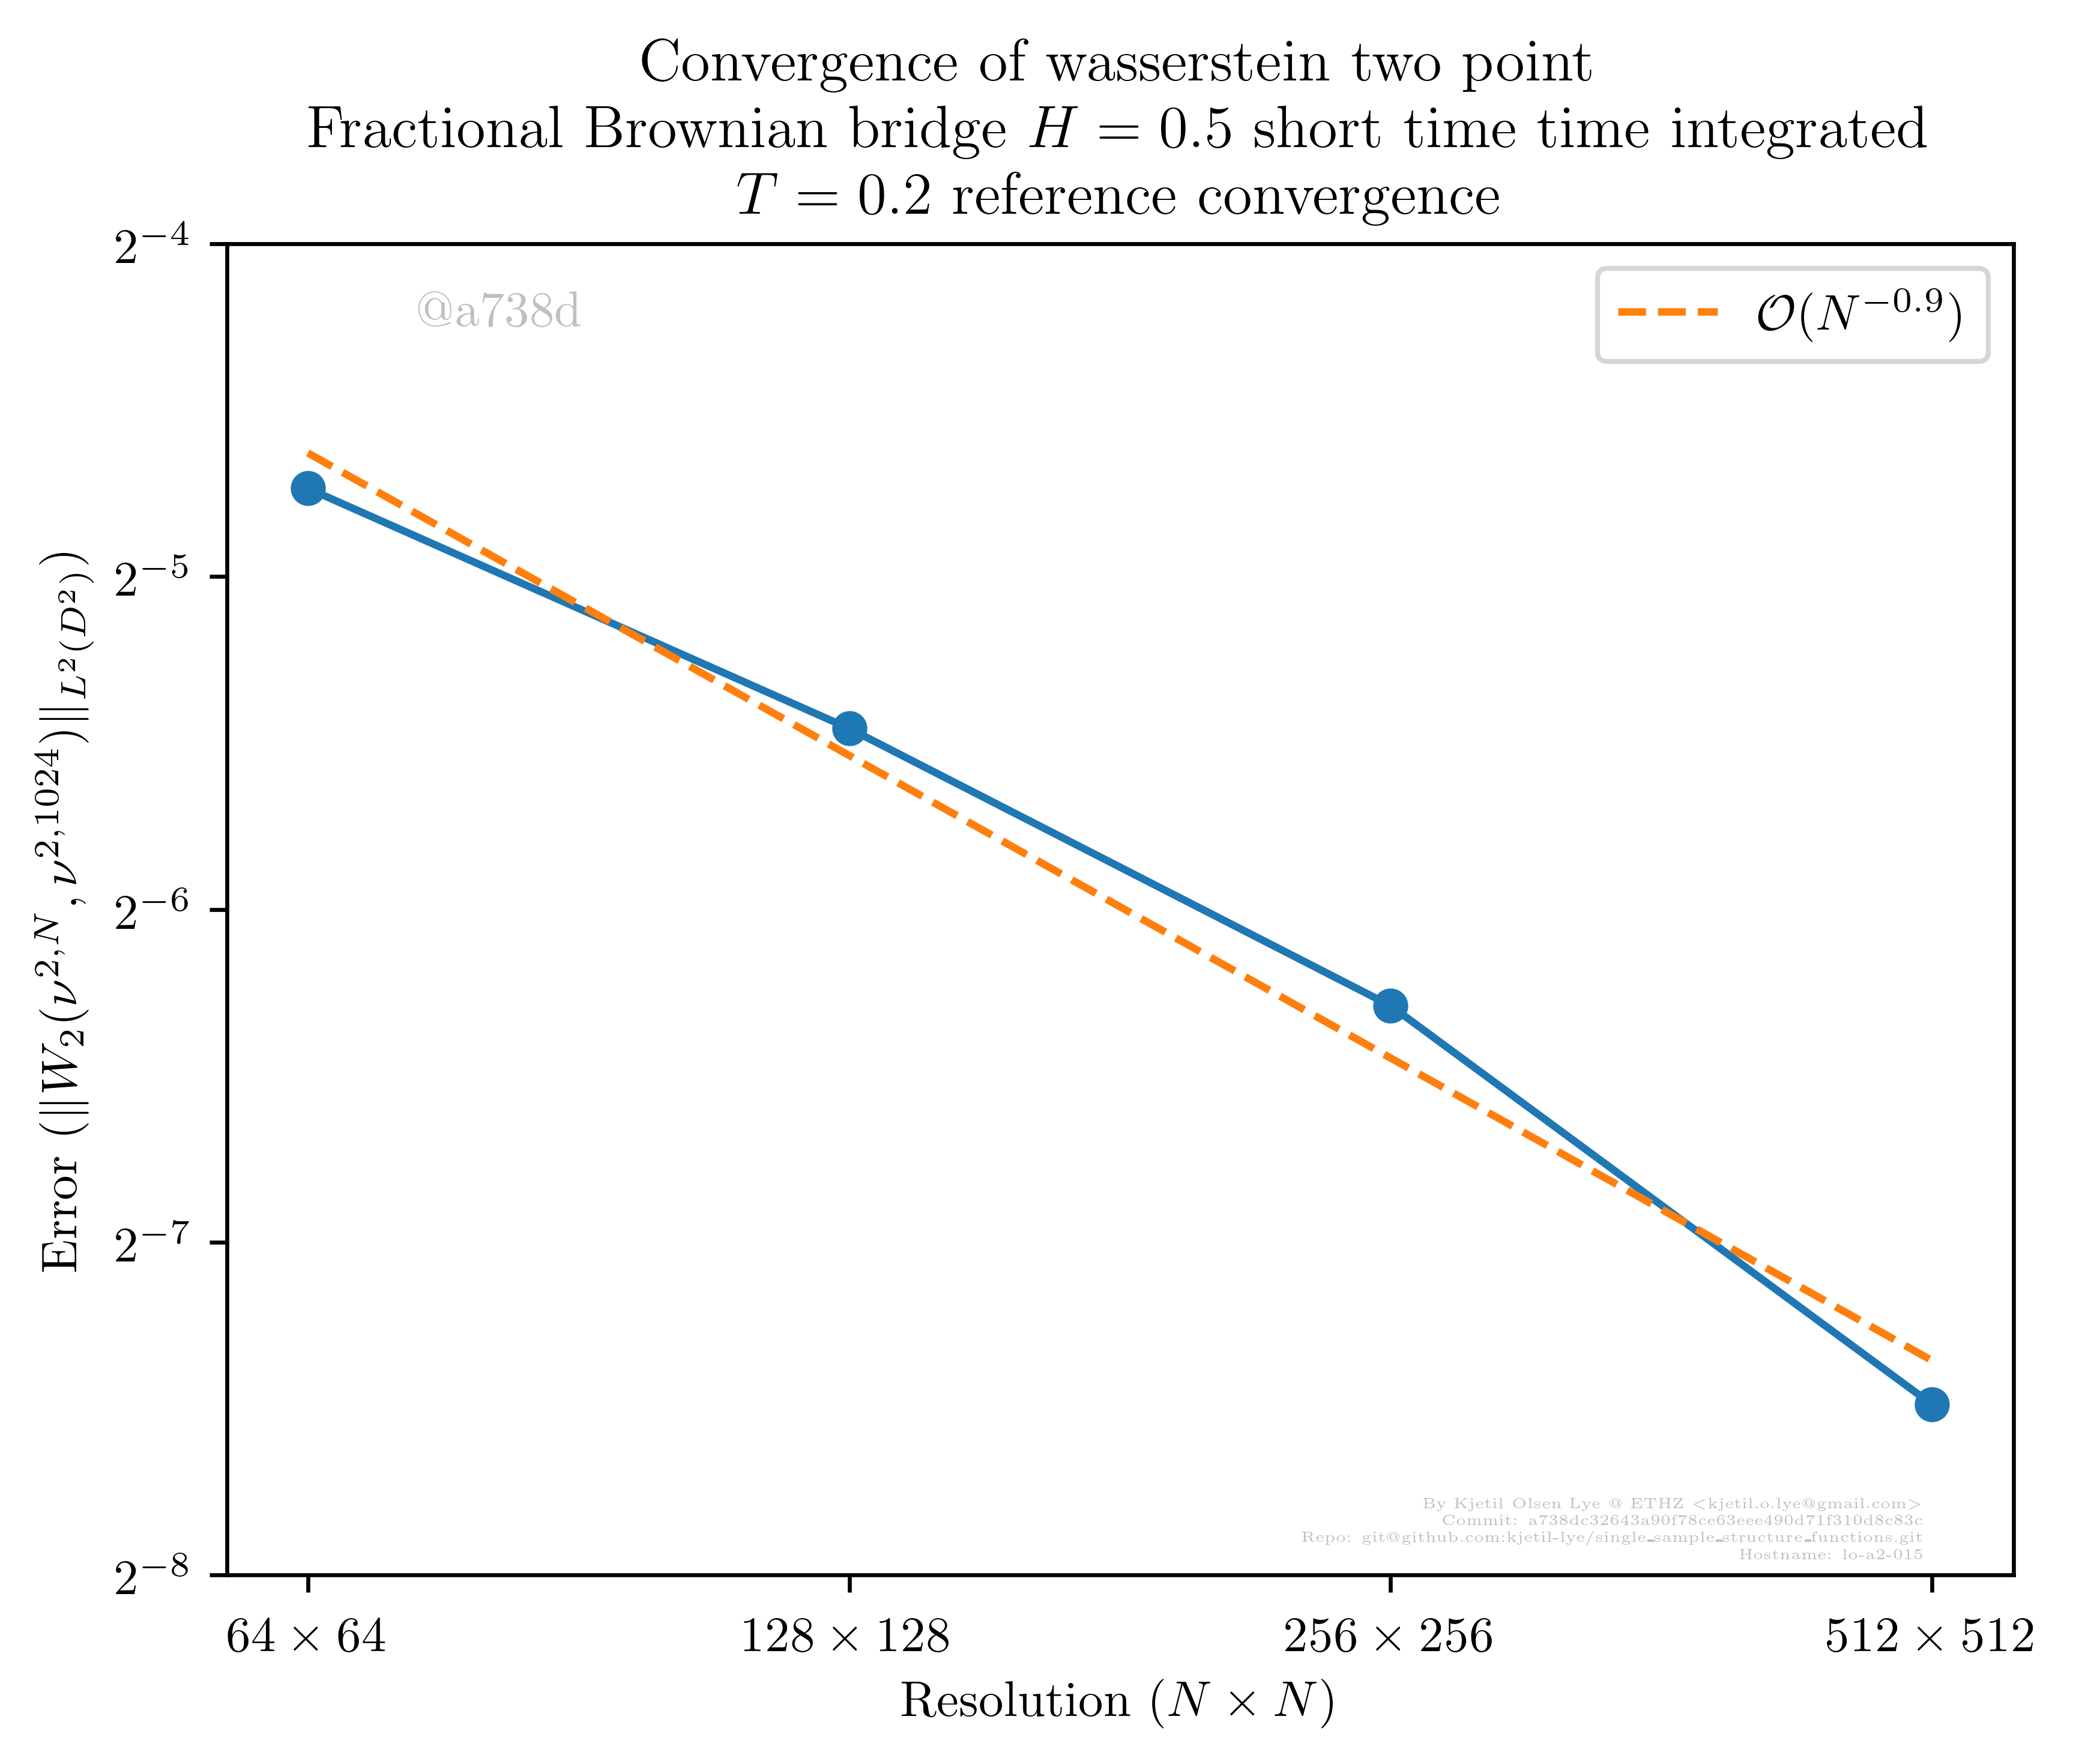 Convergence of wasserstein two point
Fractional Brownian bridge H = 0.5 short time time integrated
T = 0.2 reference convergence
2⁻⁴
@a738d
𝒪(N⁻⁰·⁹)
2⁻⁵
2⁻⁶
2⁻⁷
2⁻⁸
Error (||W₂(ν^{2,N}, ν^{2,1024})||_{L²(D²)})
By Kjetil Olsen Lye @ ETHZ <kjetil.o.lye@gmail.com>
Commit: a738dc32643a90f78ce63eee490d71f310d8c83c
Repo: git@github.com:kjetil-lye/single_sample_structure_functions.git
Hostname: lo-a2-015
64 × 64 128 × 128 256 × 256 512 × 512
Resolution (N × N)